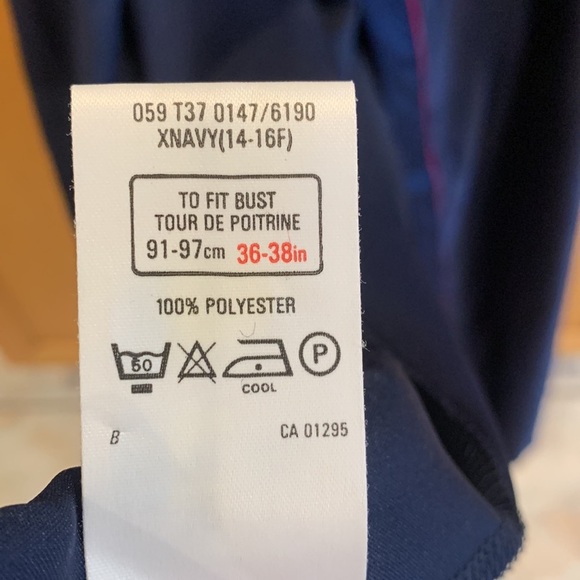 059 T37 0147/6190
XNAVY(14-16F)
TO FIT BUST
TOUR DE POITRINE
91-97cm 36-38in
100% POLYESTER
50
P
COOL
B
CA 01295